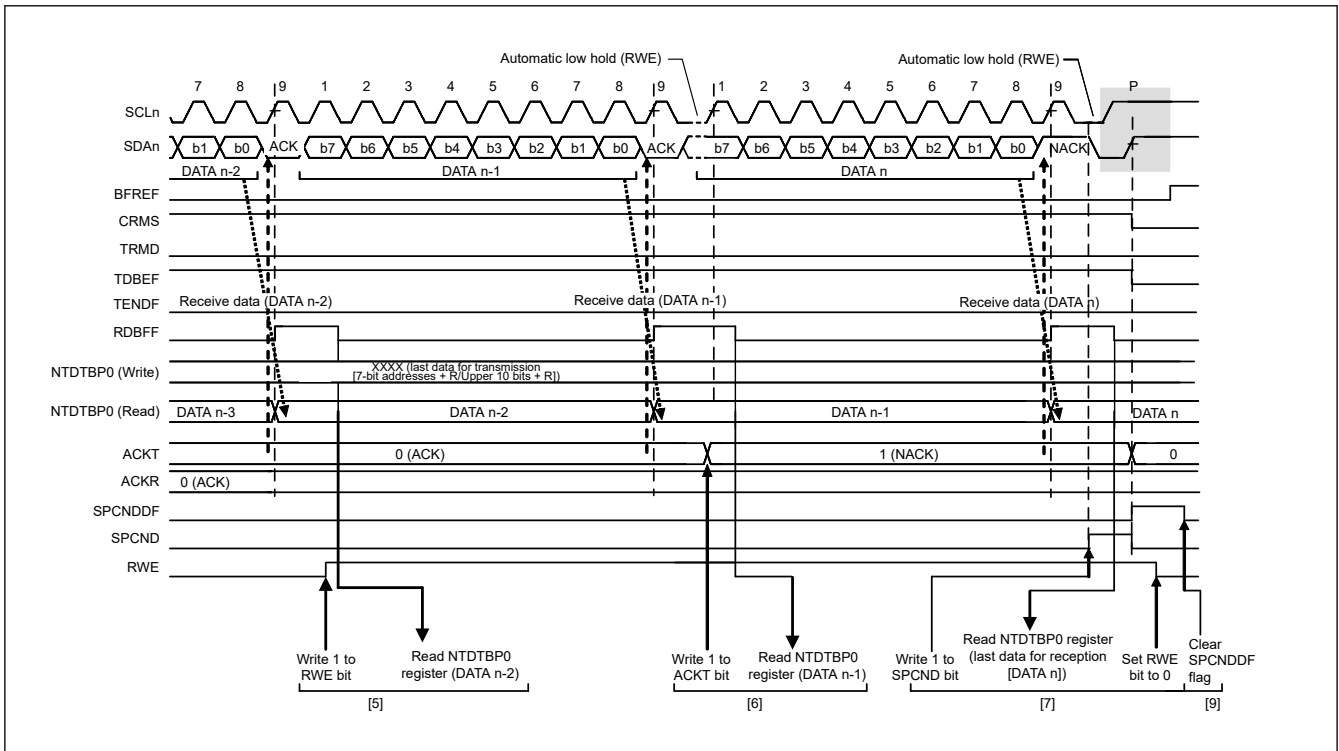 Automatic low hold (RWE)
Automatic low hold (RWE)
7 8 9 1 2 3 4 5 6 7 8 9 1 2 3 4 5 6 7 8 9 P
SCLn
SDAn b1 b0 ACK b7 b6 b5 b4 b3 b2 b1 b0 ACK b7 b6 b5 b4 b3 b2 b1 b0 NACK
DATA n-2 DATA n-1 DATA n
BFREF
CRMS
TRMD
TDBEF
TENDF Receive data (DATA n-2) Receive data (DATA n-1) Receive data (DATA n)
RDBFF
NTDTBP0 (Write) XXXX (last data for transmission
[7-bit addresses + R/Upper 10 bits + R])
NTDTBP0 (Read) DATA n-3 DATA n-2 DATA n-1 DATA n
ACKT 0 (ACK) 1 (NACK) 0
ACKR 0 (ACK)
SPCNDDF
SPCND
RWE
Write 1 to
RWE bit
Read NTDTBP0
register (DATA n-2)
[5]
Write 1 to
ACKT bit
Read NTDTBP0
register (DATA n-1)
[6]
Write 1 to
SPCND bit
Read NTDTBP0 register
(last data for reception
[DATA n])
Set RWE
bit to 0
[7]
Clear
SPCNDDF
flag
[9]